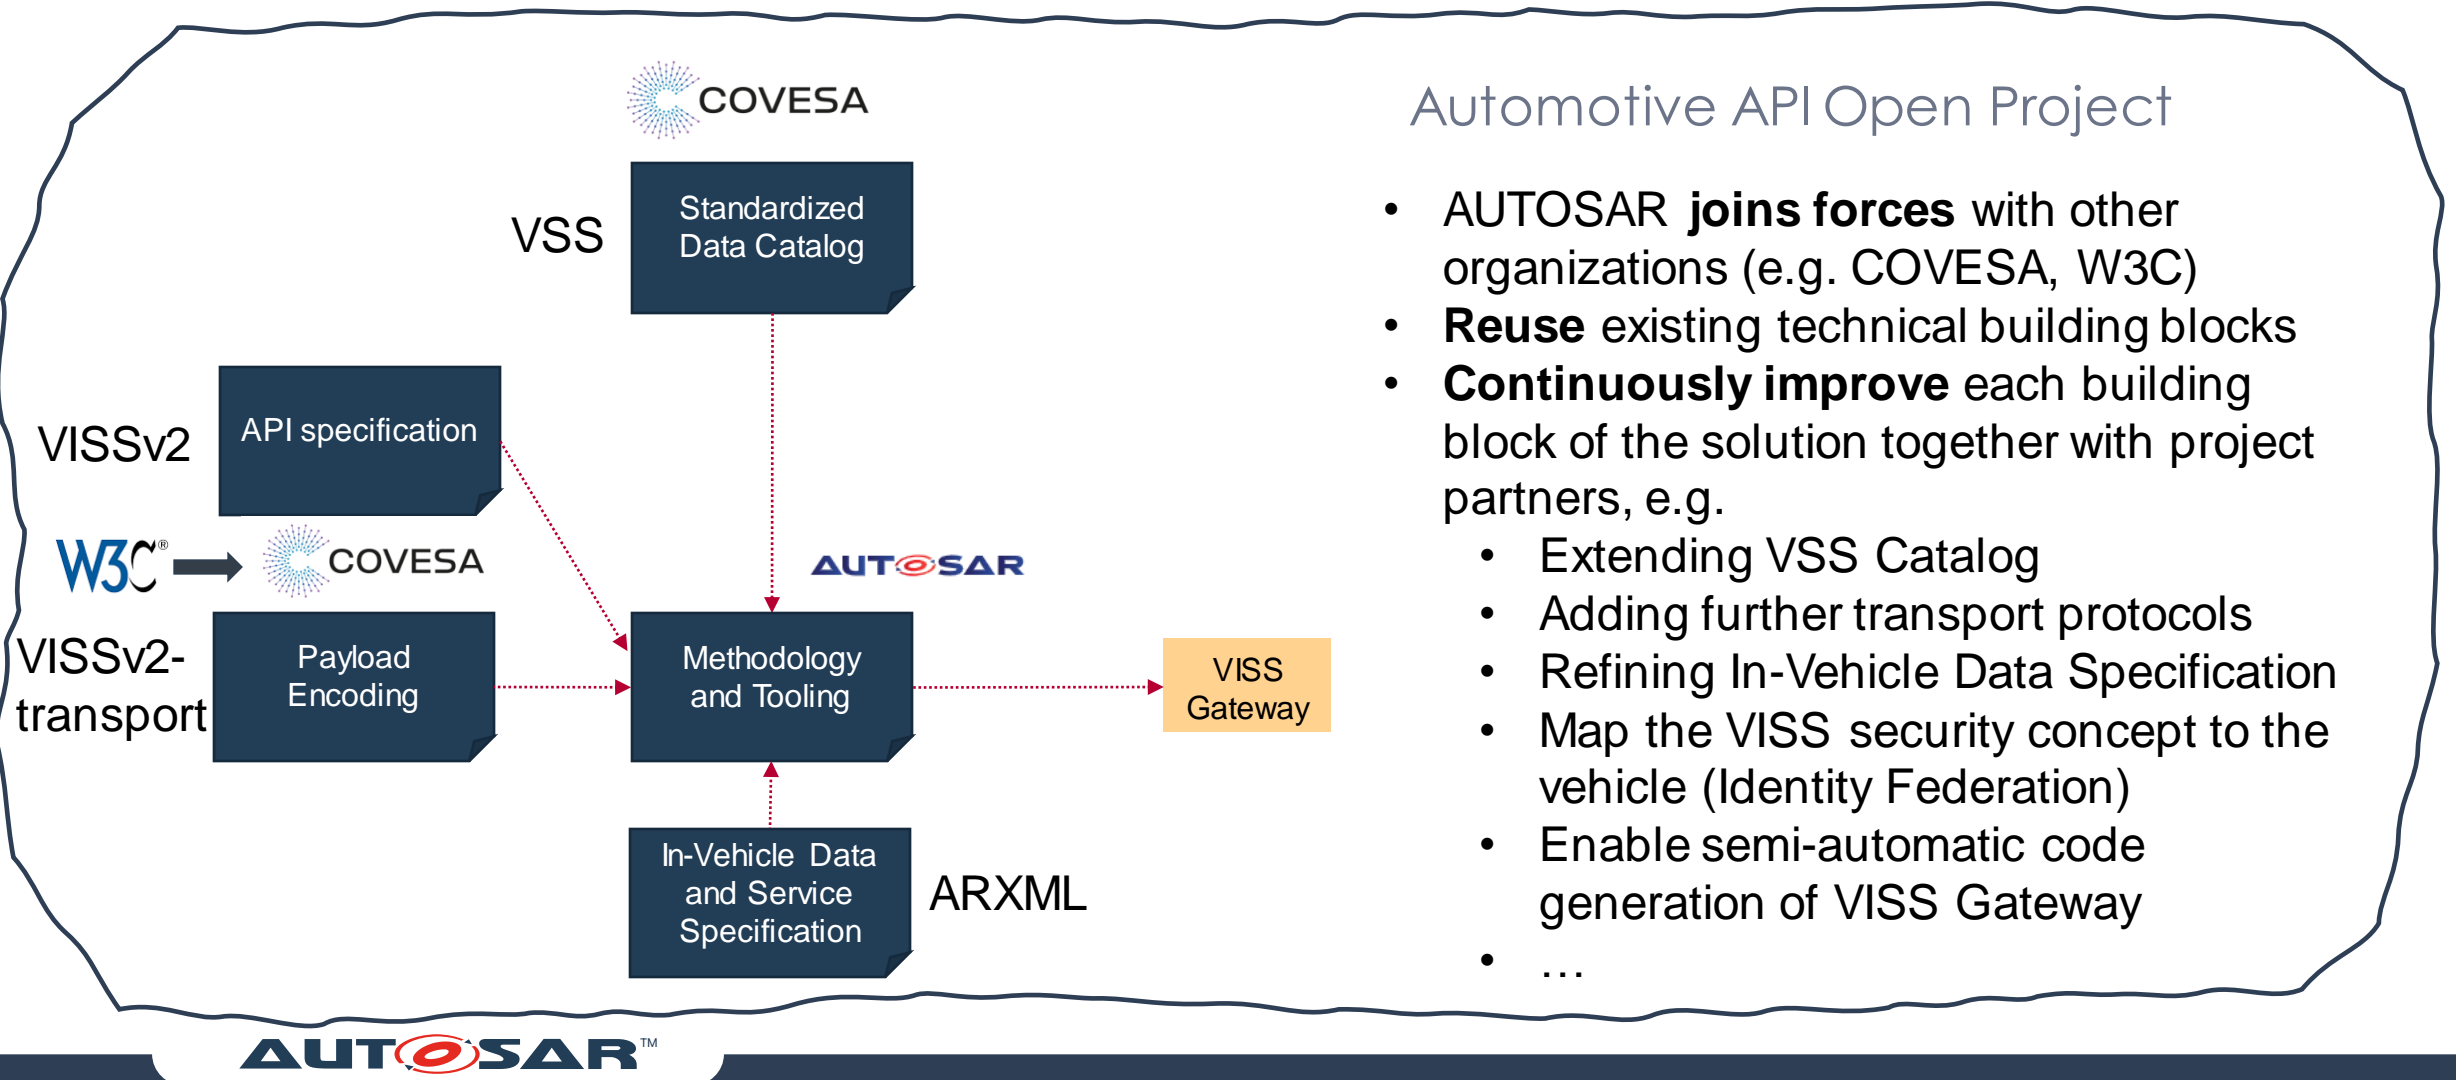 COVESA
VSS
Standardized
Data Catalog
VISSv2
API specification
W3C®
COVESA
AUTOSAR
VISSv2-
transport
Payload
Encoding
Methodology
and Tooling
VISS
Gateway
In-Vehicle Data
and Service
Specification
ARXML
Automotive API Open Project
• AUTOSAR joins forces with other
organizations (e.g. COVESA, W3C)
• Reuse existing technical building blocks
• Continuously improve each building
block of the solution together with project
partners, e.g.
• Extending VSS Catalog
• Adding further transport protocols
• Refining In-Vehicle Data Specification
• Map the VISS security concept to the
vehicle (Identity Federation)
• Enable semi-automatic code
generation of VISS Gateway
• …
AUTOSAR™